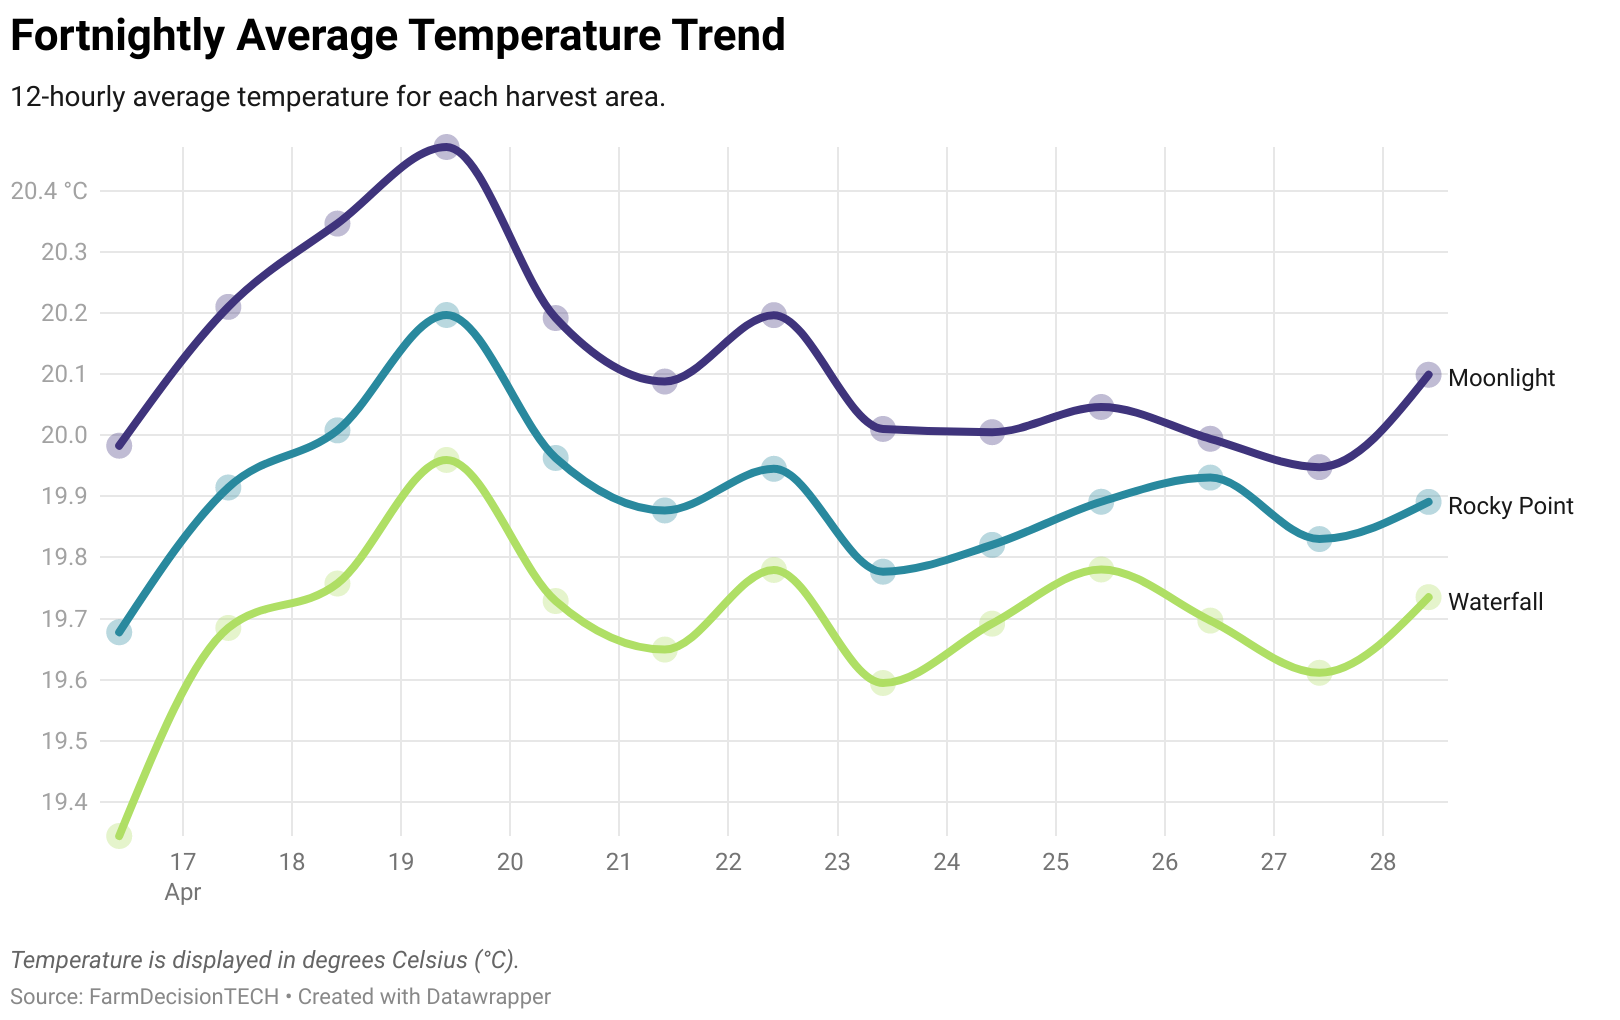 Fortnightly Average Temperature Trend
12-hourly average temperature for each harvest area.
20.4 °C
20.3
20.2
20.1
20.0
19.9
19.8
19.7
19.6
19.5
19.4
Moonlight
Rocky Point
Waterfall
17 18 19 20 21 22 23 24 25 26 27 28
Apr
Temperature is displayed in degrees Celsius (°C).
Source: FarmDecisionTECH • Created with Datawrapper